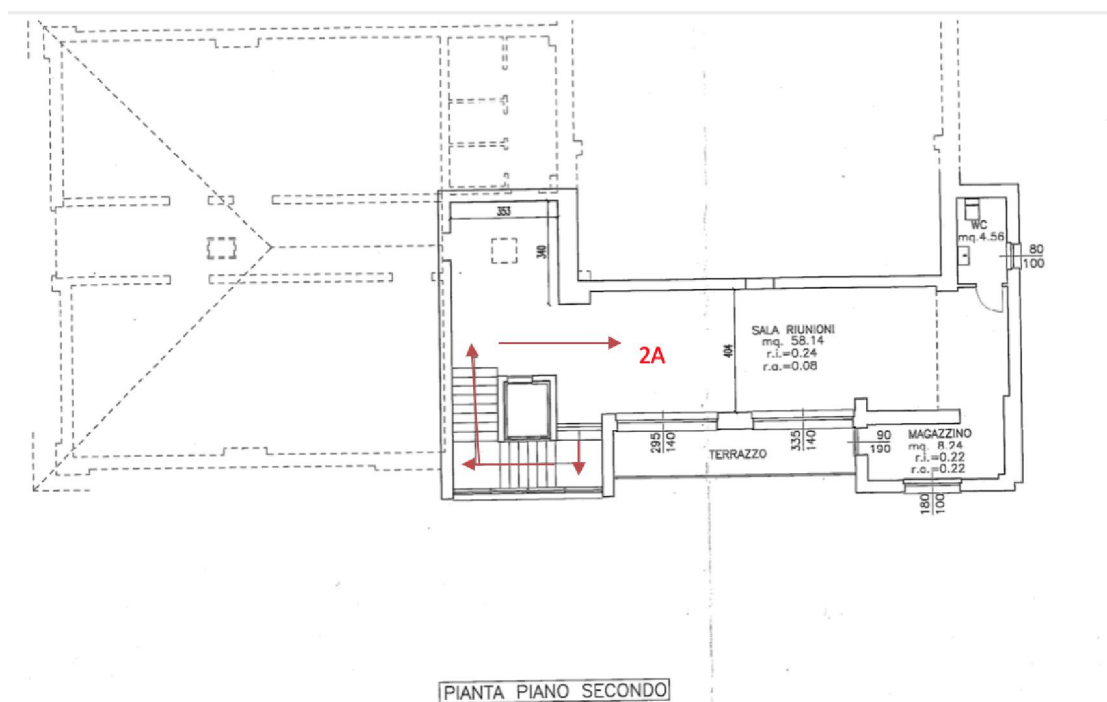 353
340
WC
mq.4.56
80
100
SALA RIUNIONI
mq. 58.14
r.i.=0.24
r.a.=0.08
404
2A
295
140
TERRAZZO
335
140
90
190
MAGAZZINO
mq. 8.24
r.i.=0.22
r.a.=0.22
180
100
PIANTA PIANO SECONDO